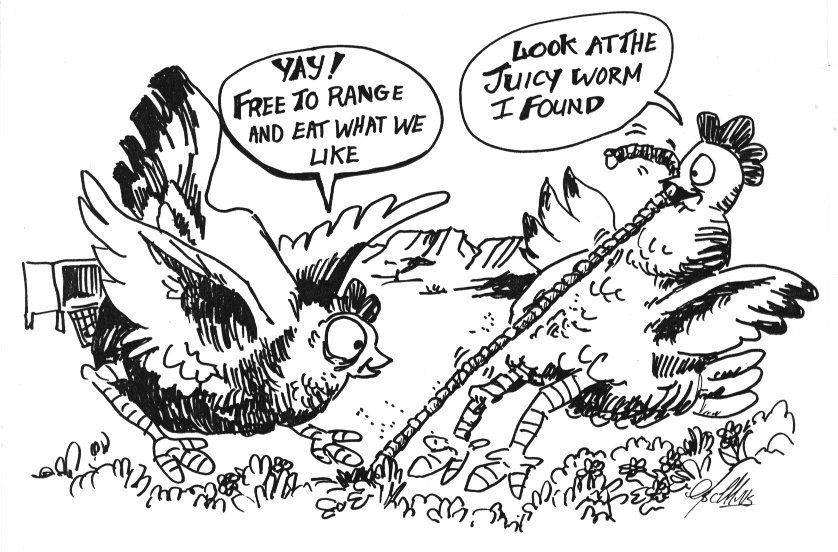 YAY!
FREE TO RANGE
AND EAT WHAT WE
LIKE
LOOK AT THE
JUICY WORM
I FOUND